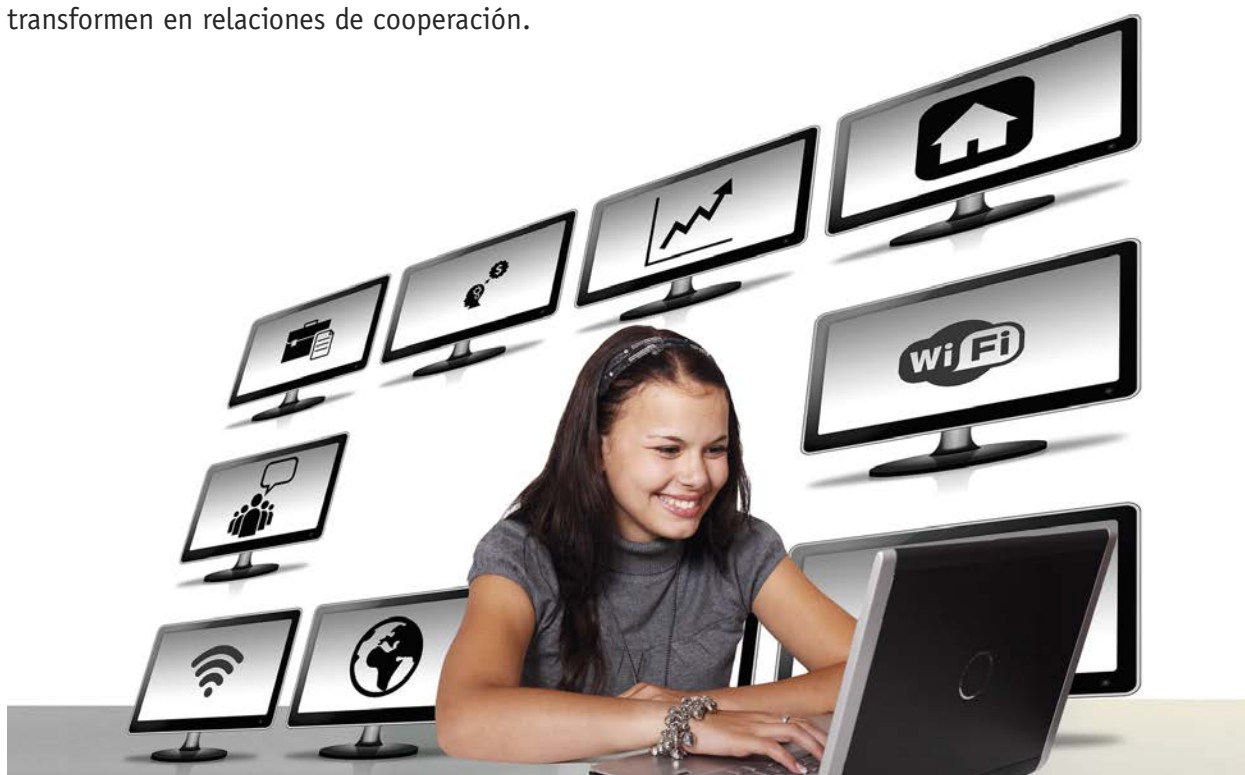 transformen en relaciones de cooperación.
$
Wi Fi